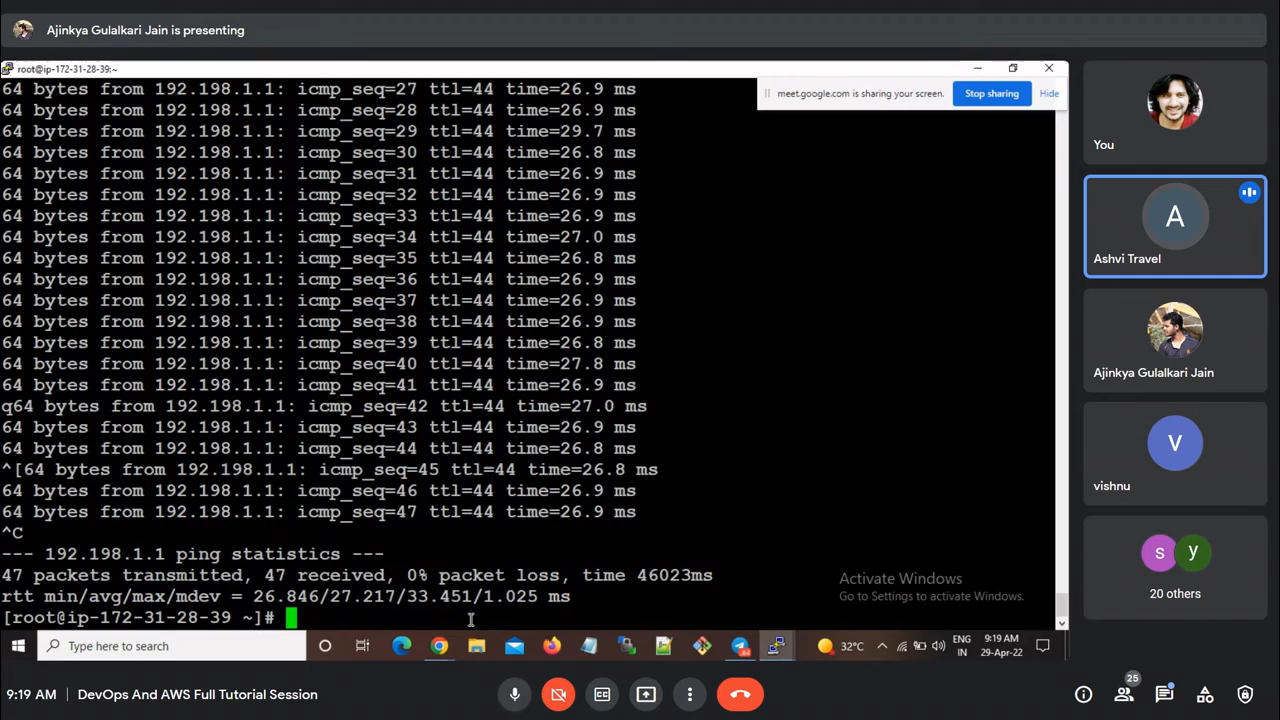 Ajinkya Gulalkari Jain is presenting
root@ip-172-31-28-39:~
64 bytes from 192.198.1.1: icmp_seq=27 ttl=44 time=26.9 ms
64 bytes from 192.198.1.1: icmp_seq=28 ttl=44 time=26.9 ms
64 bytes from 192.198.1.1: icmp_seq=29 ttl=44 time=29.7 ms
64 bytes from 192.198.1.1: icmp_seq=30 ttl=44 time=26.8 ms
64 bytes from 192.198.1.1: icmp_seq=31 ttl=44 time=26.9 ms
64 bytes from 192.198.1.1: icmp_seq=32 ttl=44 time=26.9 ms
64 bytes from 192.198.1.1: icmp_seq=33 ttl=44 time=26.9 ms
64 bytes from 192.198.1.1: icmp_seq=34 ttl=44 time=27.0 ms
64 bytes from 192.198.1.1: icmp_seq=35 ttl=44 time=26.8 ms
64 bytes from 192.198.1.1: icmp_seq=36 ttl=44 time=26.9 ms
64 bytes from 192.198.1.1: icmp_seq=37 ttl=44 time=26.9 ms
64 bytes from 192.198.1.1: icmp_seq=38 ttl=44 time=26.9 ms
64 bytes from 192.198.1.1: icmp_seq=39 ttl=44 time=26.8 ms
64 bytes from 192.198.1.1: icmp_seq=40 ttl=44 time=27.8 ms
64 bytes from 192.198.1.1: icmp_seq=41 ttl=44 time=26.9 ms
q64 bytes from 192.198.1.1: icmp_seq=42 ttl=44 time=27.0 ms
64 bytes from 192.198.1.1: icmp_seq=43 ttl=44 time=26.9 ms
64 bytes from 192.198.1.1: icmp_seq=44 ttl=44 time=26.8 ms
^[64 bytes from 192.198.1.1: icmp_seq=45 ttl=44 time=26.8 ms
64 bytes from 192.198.1.1: icmp_seq=46 ttl=44 time=26.9 ms
64 bytes from 192.198.1.1: icmp_seq=47 ttl=44 time=26.9 ms
^C
--- 192.198.1.1 ping statistics ---
47 packets transmitted, 47 received, 0% packet loss, time 46023ms
rtt min/avg/max/mdev = 26.846/27.217/33.451/1.025 ms
[root@ip-172-31-28-39 ~]#
meet.google.com is sharing your screen. Stop sharing Hide
Activate Windows
Go to Settings to activate Windows.
Type here to search
32°C
ENG
IN
9:19 AM
29-Apr-22
You
A
Ashvi Travel
Ajinkya Gulalkari Jain
V
vishnu
s y
20 others
9:19 AM | DevOps And AWS Full Tutorial Session
25